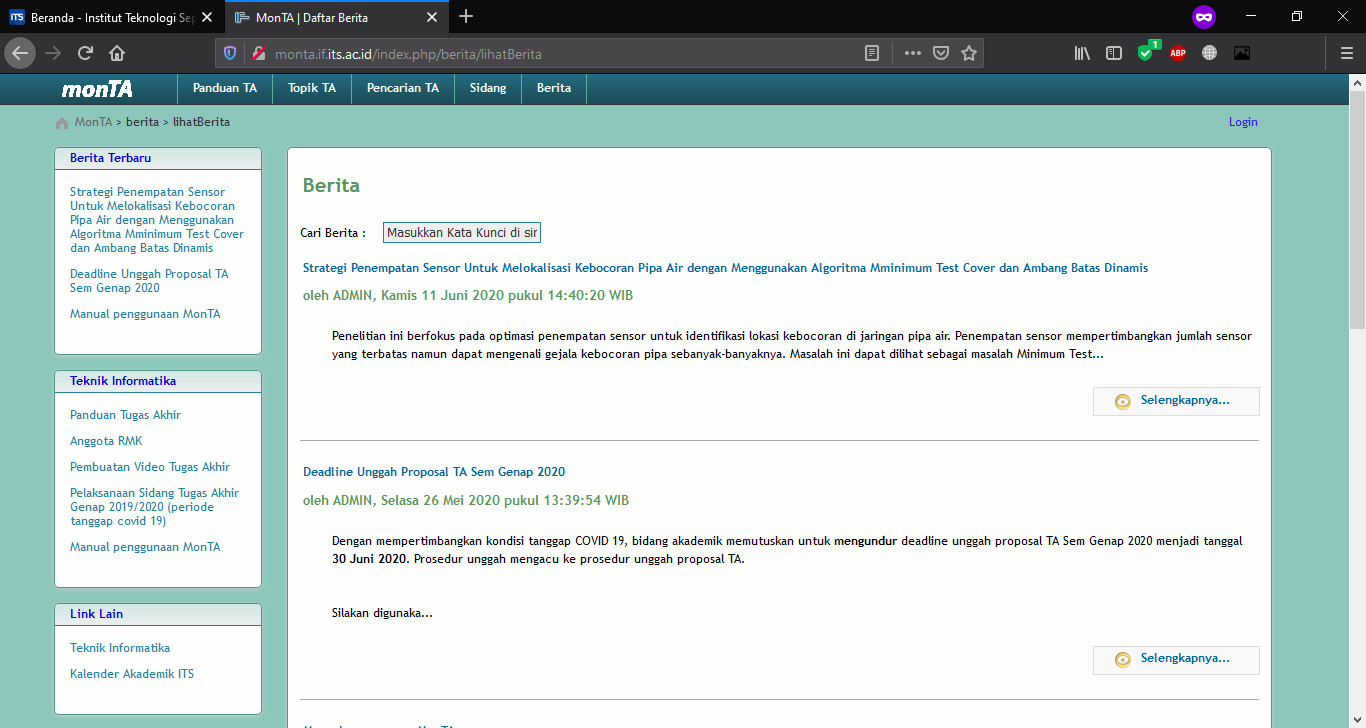 Beranda - Institut Teknologi Sep
MonTA | Daftar Berita
monta.if.its.ac.id/index.php/berita/lihatBerita
1
ABP
monTA
Panduan TA
Topik TA
Pencarian TA
Sidang
Berita
MonTA > berita > lihatBerita
Login
Berita Terbaru
Strategi Penempatan Sensor
Untuk Melokalisasi Kebocoran
Pipa Air dengan Menggunakan
Algoritma Mminimum Test Cover
dan Ambang Batas Dinamis
Deadline Unggah Proposal TA
Sem Genap 2020
Manual penggunaan MonTA
Teknik Informatika
Panduan Tugas Akhir
Anggota RMK
Pembuatan Video Tugas Akhir
Pelaksanaan Sidang Tugas Akhir
Genap 2019/2020 (periode
tanggap covid 19)
Manual penggunaan MonTA
Link Lain
Teknik Informatika
Kalender Akademik ITS
Berita
Cari Berita :
Masukkan Kata Kunci di sir
Strategi Penempatan Sensor Untuk Melokalisasi Kebocoran Pipa Air dengan Menggunakan Algoritma Mminimum Test Cover dan Ambang Batas Dinamis
oleh ADMIN, Kamis 11 Juni 2020 pukul 14:40:20 WIB
Penelitian ini berfokus pada optimasi penempatan sensor untuk identifikasi lokasi kebocoran di jaringan pipa air. Penempatan sensor mempertimbangkan jumlah sensor
yang terbatas namun dapat mengenali gejala kebocoran pipa sebanyak-banyaknya. Masalah ini dapat dilihat sebagai masalah Minimum Test...
Selengkapnya...
Deadline Unggah Proposal TA Sem Genap 2020
oleh ADMIN, Selasa 26 Mei 2020 pukul 13:39:54 WIB
Dengan mempertimbangkan kondisi tanggap COVID 19, bidang akademik memutuskan untuk mengundur deadline unggah proposal TA Sem Genap 2020 menjadi tanggal
30 Juni 2020. Prosedur unggah mengacu ke prosedur unggah proposal TA.
Silakan digunaka...
Selengkapnya...